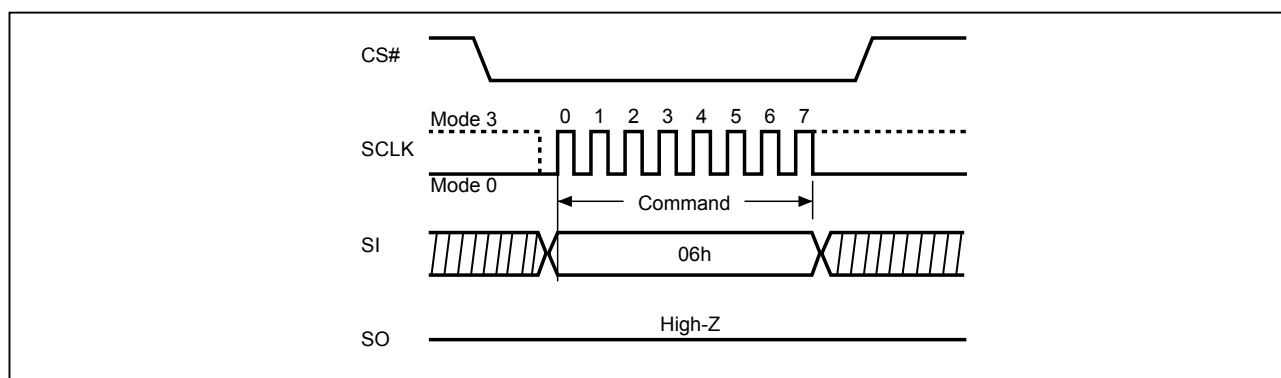 CS#
Mode 3
0 1 2 3 4 5 6 7
SCLK
Mode 0
Command
SI
06h
High-Z
SO